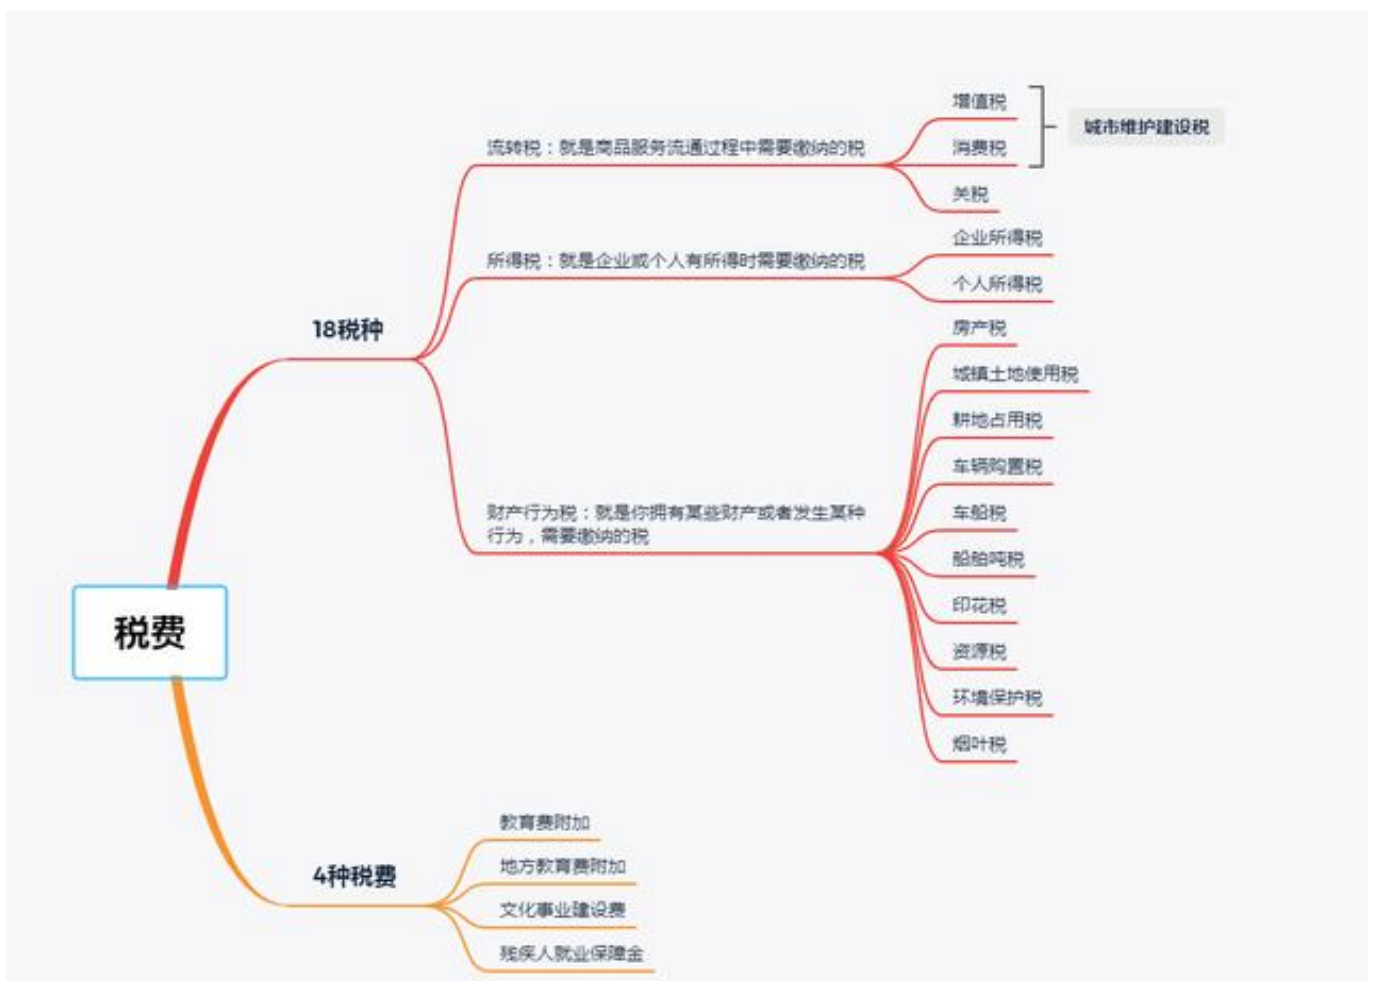 税费
18税种
流转税：就是商品服务流通过程中需要缴纳的税
增值税
消费税
关税
城市维护建设税
所得税：就是企业或个人有所得时需要缴纳的税
企业所得税
个人所得税
财产行为税：就是你拥有某些财产或者发生某种
行为，需要缴纳的税
房产税
城镇土地使用税
耕地占用税
车辆购置税
车船税
船舶吨税
印花税
资源税
环境保护税
烟叶税
4种税费
教育费附加
地方教育费附加
文化事业建设费
残疾人就业保障金